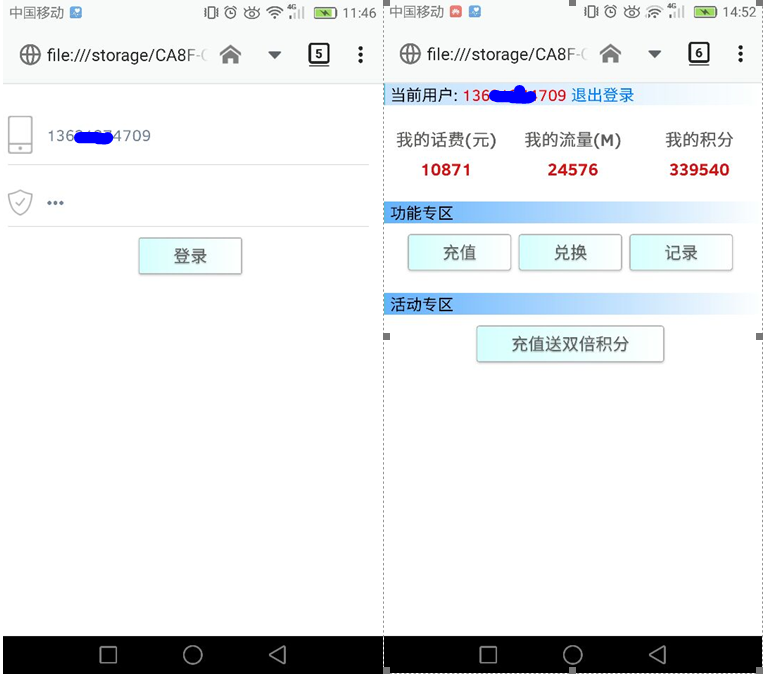 中国移动 4G 11:46
file:///storage/CA8F-
5
4709
•••
登录
中国移动 4G 14:52
file:///storage/CA8F-
6
当前用户: 136 709 退出登录
我的话费(元) 我的流量(M) 我的积分
10871 24576 339540
功能专区
充值 兑换 记录
活动专区
充值送双倍积分